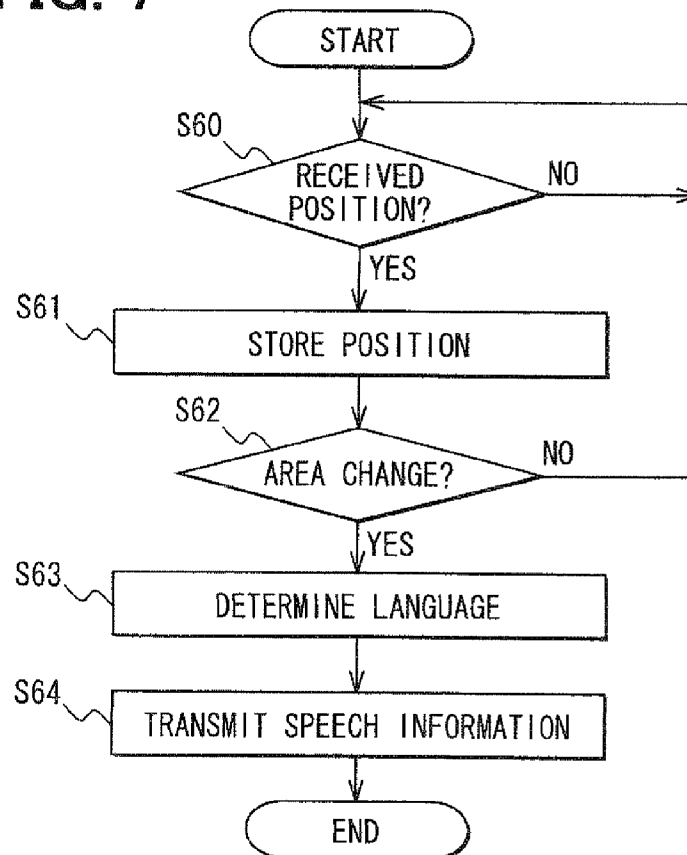 FIG. 7
START
S60
RECEIVED
POSITION?
NO
YES
S61
STORE POSITION
S62
AREA CHANGE?
NO
YES
S63
DETERMINE LANGUAGE
S64
TRANSMIT SPEECH INFORMATION
END